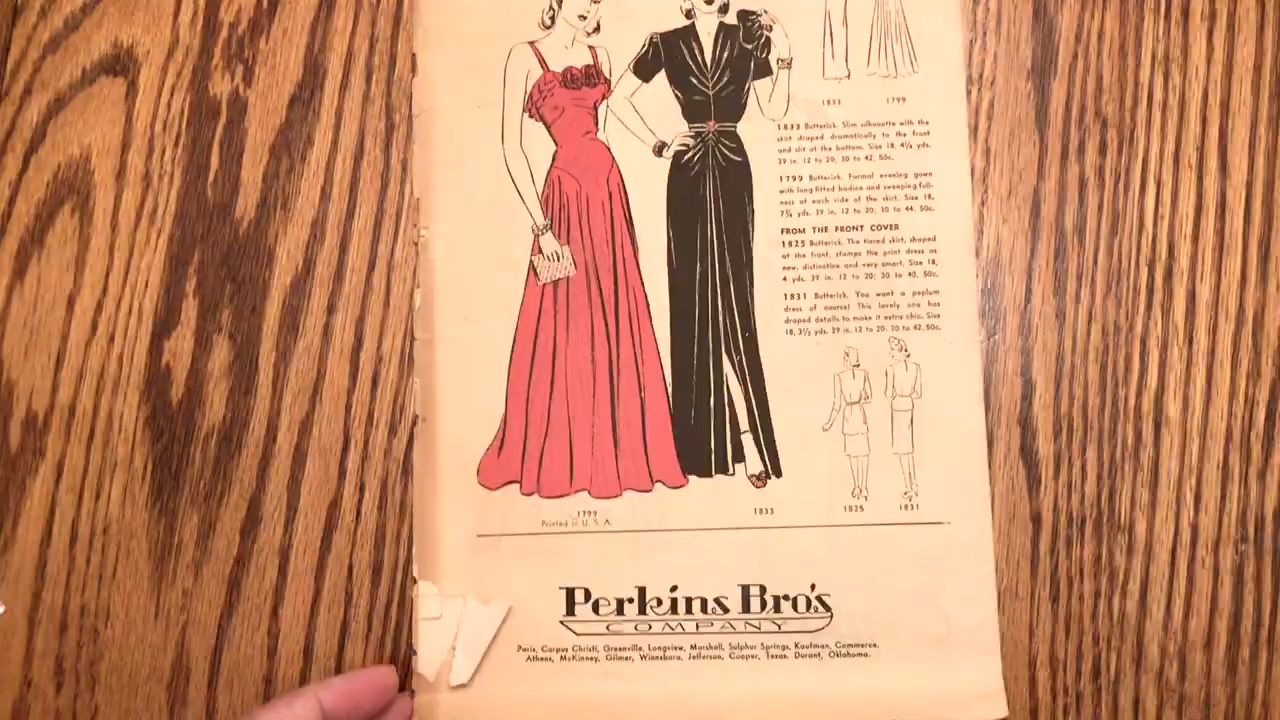 1833 1799
1833 Butterick. Slim silhouette with the
skirt draped dramatically to the front
and slit at the bottom. Size 18, 4⅛ yds.
39 in. 12 to 20; 30 to 42, 50c.
1799 Butterick. Formal evening gown
with long fitted bodice and sweeping full-
ness at each side of the skirt. Size 18,
7¼ yds. 39 in. 12 to 20; 30 to 44, 50c.
FROM THE FRONT COVER
1825 Butterick. The tiered skirt, shaped
at the front, stamps the print dress as
new, distinctive and very smart. Size 18,
4 yds. 39 in. 12 to 20; 30 to 40, 50c.
1831 Butterick. You want a peplum
dress of course! This lovely one has
draped details to make it extra chic. Size
18, 3½ yds. 39 in. 12 to 20; 30 to 42, 50c.
1825 1831
1799 1833
Printed in U. S. A.
Perkins Bro's
COMPANY
Paris, Corpus Christi, Greenville, Longview, Marshall, Sulphur Springs, Kaufman, Commerce,
Athens, McKinney, Gilmer, Winnsboro, Jefferson, Cooper, Texas. Durant, Oklahoma.